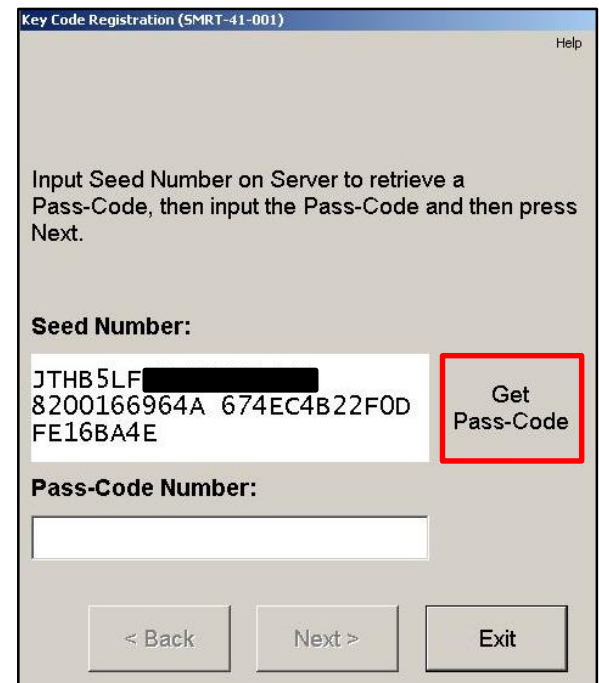 Key Code Registration (SMRT-41-001)
Help
Input Seed Number on Server to retrieve a
Pass-Code, then input the Pass-Code and then press
Next.
Seed Number:
JTHB5LF
8200166964A 674EC4B22F0D
FE16BA4E
Get
Pass-Code
Pass-Code Number:
< Back
Next >
Exit